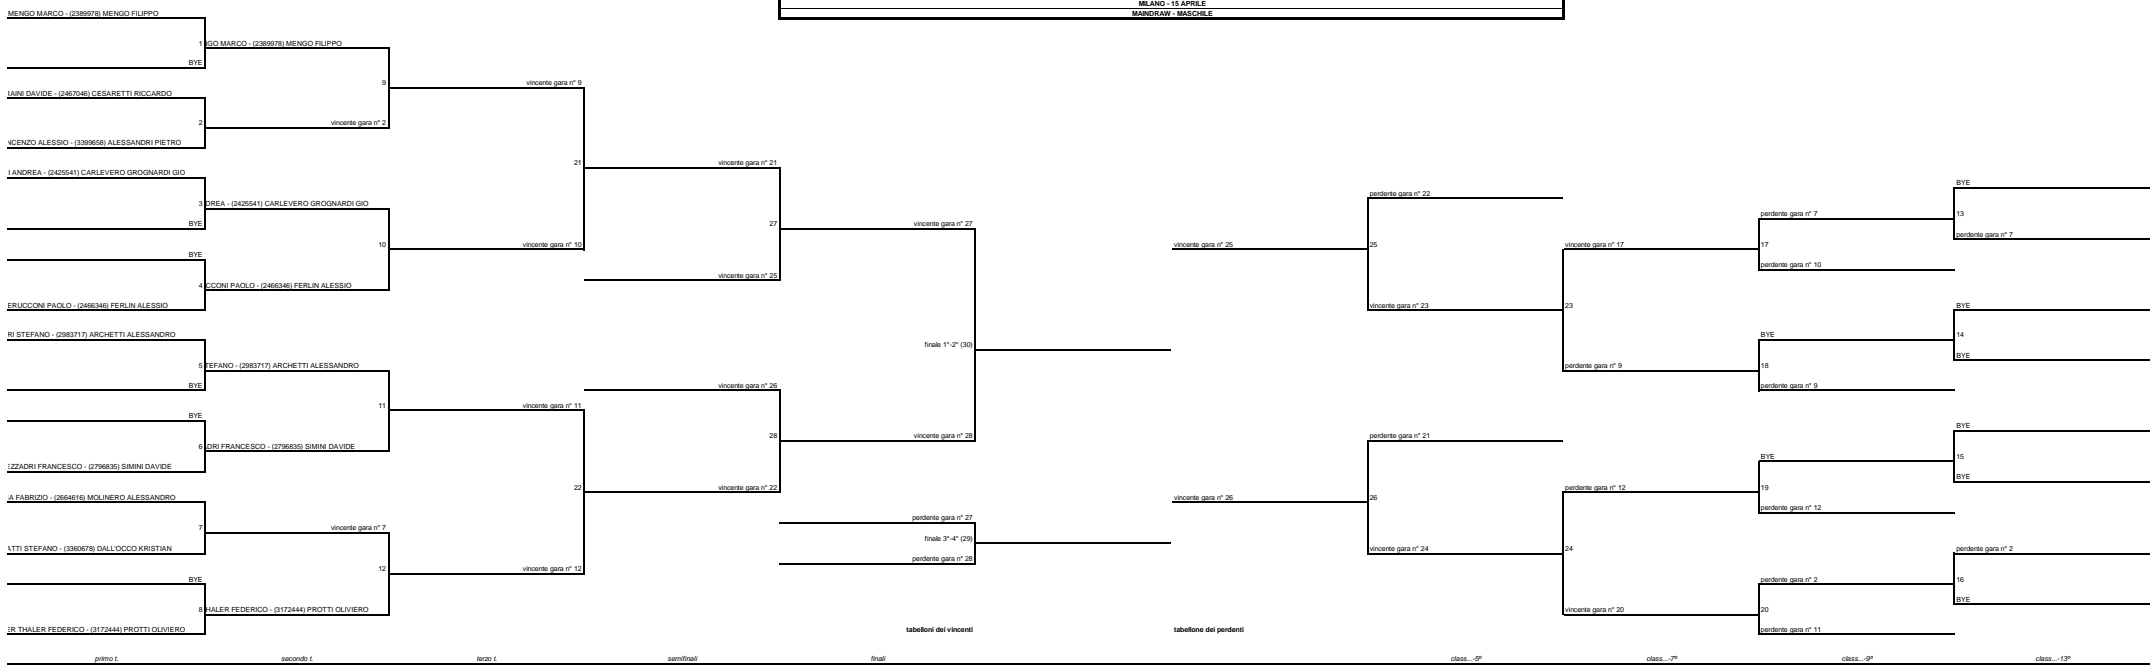 MILANO - 15 APRILE
MAINDRAW - MASCHILE
MENGO MARCO - (2389978) MENGO FILIPPO
1 IGO MARCO - (2389978) MENGO FILIPPO
BYE
9
vincente gara n° 9
AINI DAVIDE - (2467046) CESARETTI RICCARDO
2
vincente gara n° 2
NCENZO ALESSIO - (3399658) ALESSANDRI PIETRO
21
vincente gara n° 21
I ANDREA - (2425541) CARLEVERO GROGNARDI GIO
3 DREA - (2425541) CARLEVERO GROGNARDI GIO
BYE
10
vincente gara n° 10
BYE
4 CCONI PAOLO - (2466346) FERLIN ALESSIO
ERUCCONI PAOLO - (2466346) FERLIN ALESSIO
27
vincente gara n° 27
vincente gara n° 25
RI STEFANO - (2983717) ARCHETTI ALESSANDRO
finale 1°-2° (30)
5 TEFANO - (2983717) ARCHETTI ALESSANDRO
BYE
vincente gara n° 26
11
vincente gara n° 11
BYE
6 DRI FRANCESCO - (2796835) SIMINI DAVIDE
EZZADRI FRANCESCO - (2796835) SIMINI DAVIDE
28
vincente gara n° 28
22
vincente gara n° 22
A FABRIZIO - (2664616) MOLINERO ALESSANDRO
7
vincente gara n° 7
ATTI STEFANO - (3360678) DALL'OCCO KRISTIAN
12
vincente gara n° 12
BYE
8 HALER FEDERICO - (3172444) PROTTI OLIVIERO
ER THALER FEDERICO - (3172444) PROTTI OLIVIERO
perdente gara n° 27
finale 3°-4° (29)
perdente gara n° 28
tabelloni dei vincenti
tabellone dei perdenti
perdente gara n° 22
vincente gara n° 25
25
vincente gara n° 23
vincente gara n° 17
23
perdente gara n° 9
perdente gara n° 7
17
perdente gara n° 10
BYE
13
perdente gara n° 7
BYE
18
perdente gara n° 9
BYE
14
BYE
perdente gara n° 21
vincente gara n° 26
26
vincente gara n° 24
perdente gara n° 12
24
vincente gara n° 20
BYE
19
perdente gara n° 12
BYE
15
BYE
perdente gara n° 2
20
perdente gara n° 11
perdente gara n° 2
16
BYE
primo t.
secondo t.
terzo t.
semifinali
finali
class...-5º
class...-7º
class...-9º
class...-13º